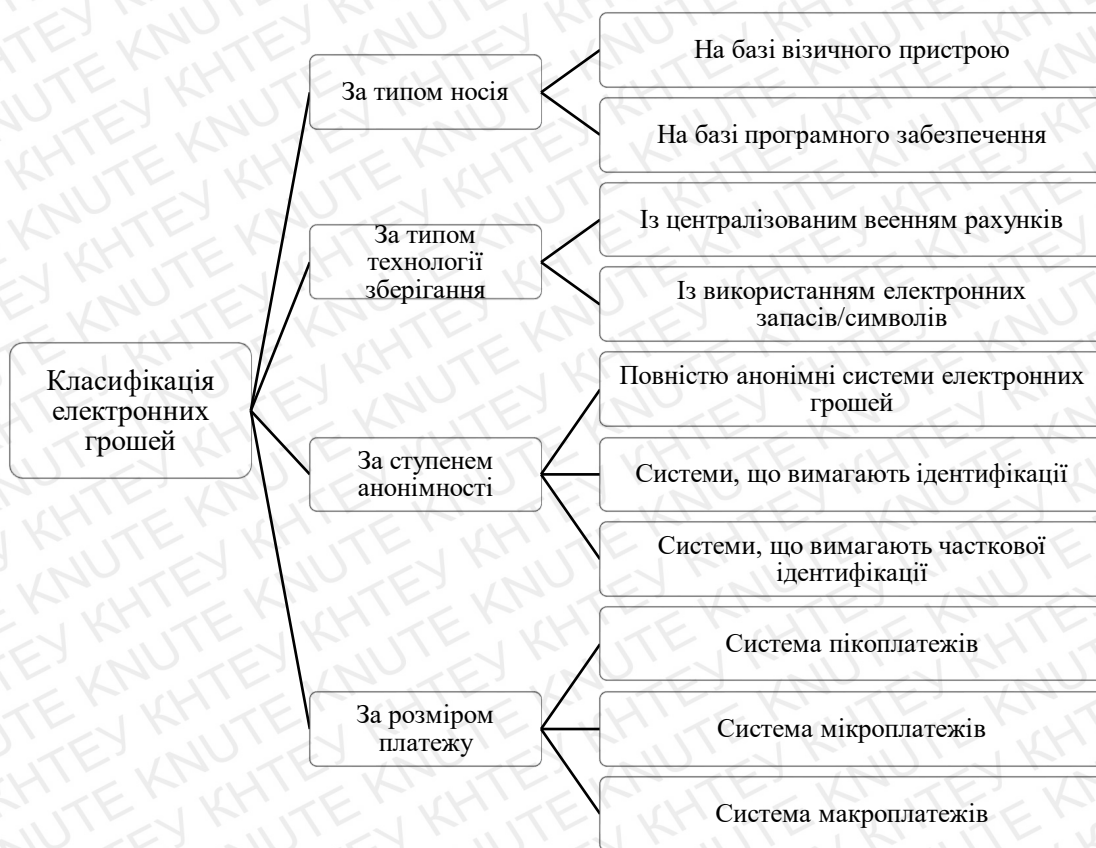 Класифікація
електронних
грошей
За типом носія
На базі візичного пристрою
На базі програмного забезпечення
За типом
технології
зберігання
Із централізованим веенням рахунків
Із використанням електронних
запасів/символів
За ступенем
анонімності
Повністю анонімні системи електронних
грошей
Системи, що вимагають ідентифікації
Системи, що вимагають часткової
ідентифікації
За розміром
платежу
Система пікоплатежів
Система мікроплатежів
Система макроплатежів